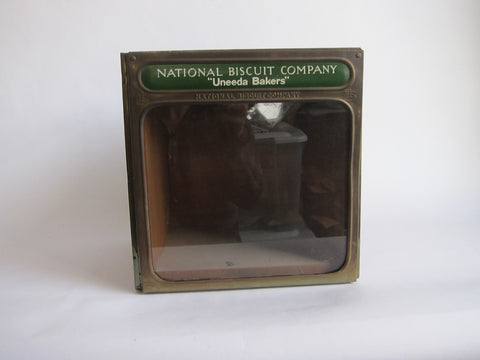 NATIONAL BISCUIT COMPANY
"Uneeda Bakers"
NATIONAL BISCUIT COMPANY